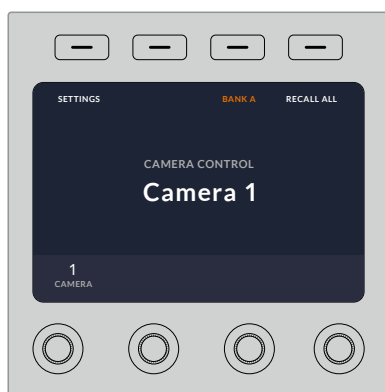 SETTINGS BANK A RECALL ALL
CAMERA CONTROL
Camera 1
1
CAMERA